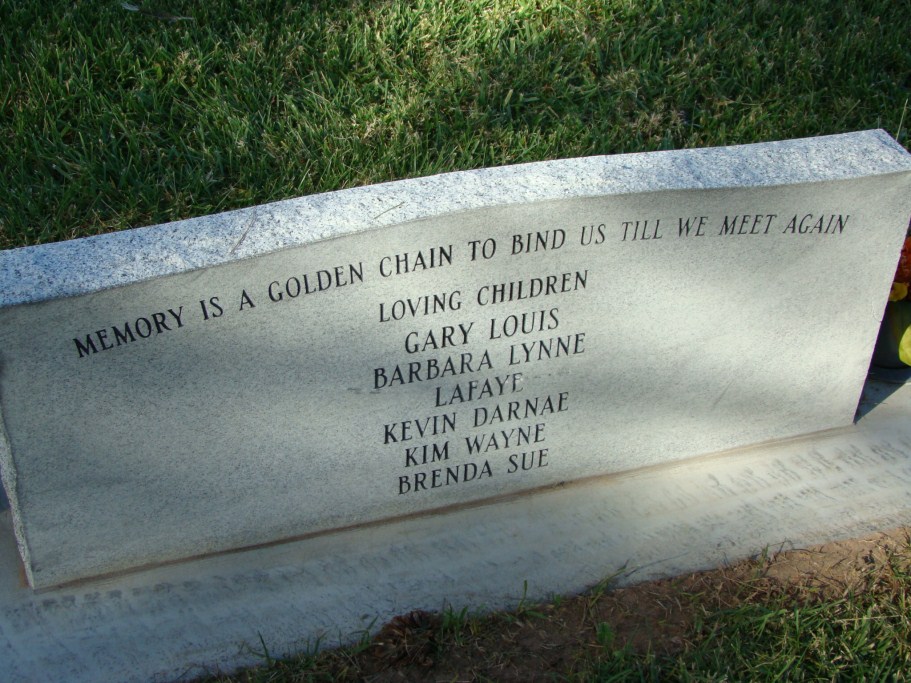 MEMORY IS A GOLDEN CHAIN TO BIND US TILL WE MEET AGAIN
LOVING CHILDREN
GARY LOUIS
BARBARA LYNNE
LAFAYE
KEVIN DARNAE
KIM WAYNE
BRENDA SUE